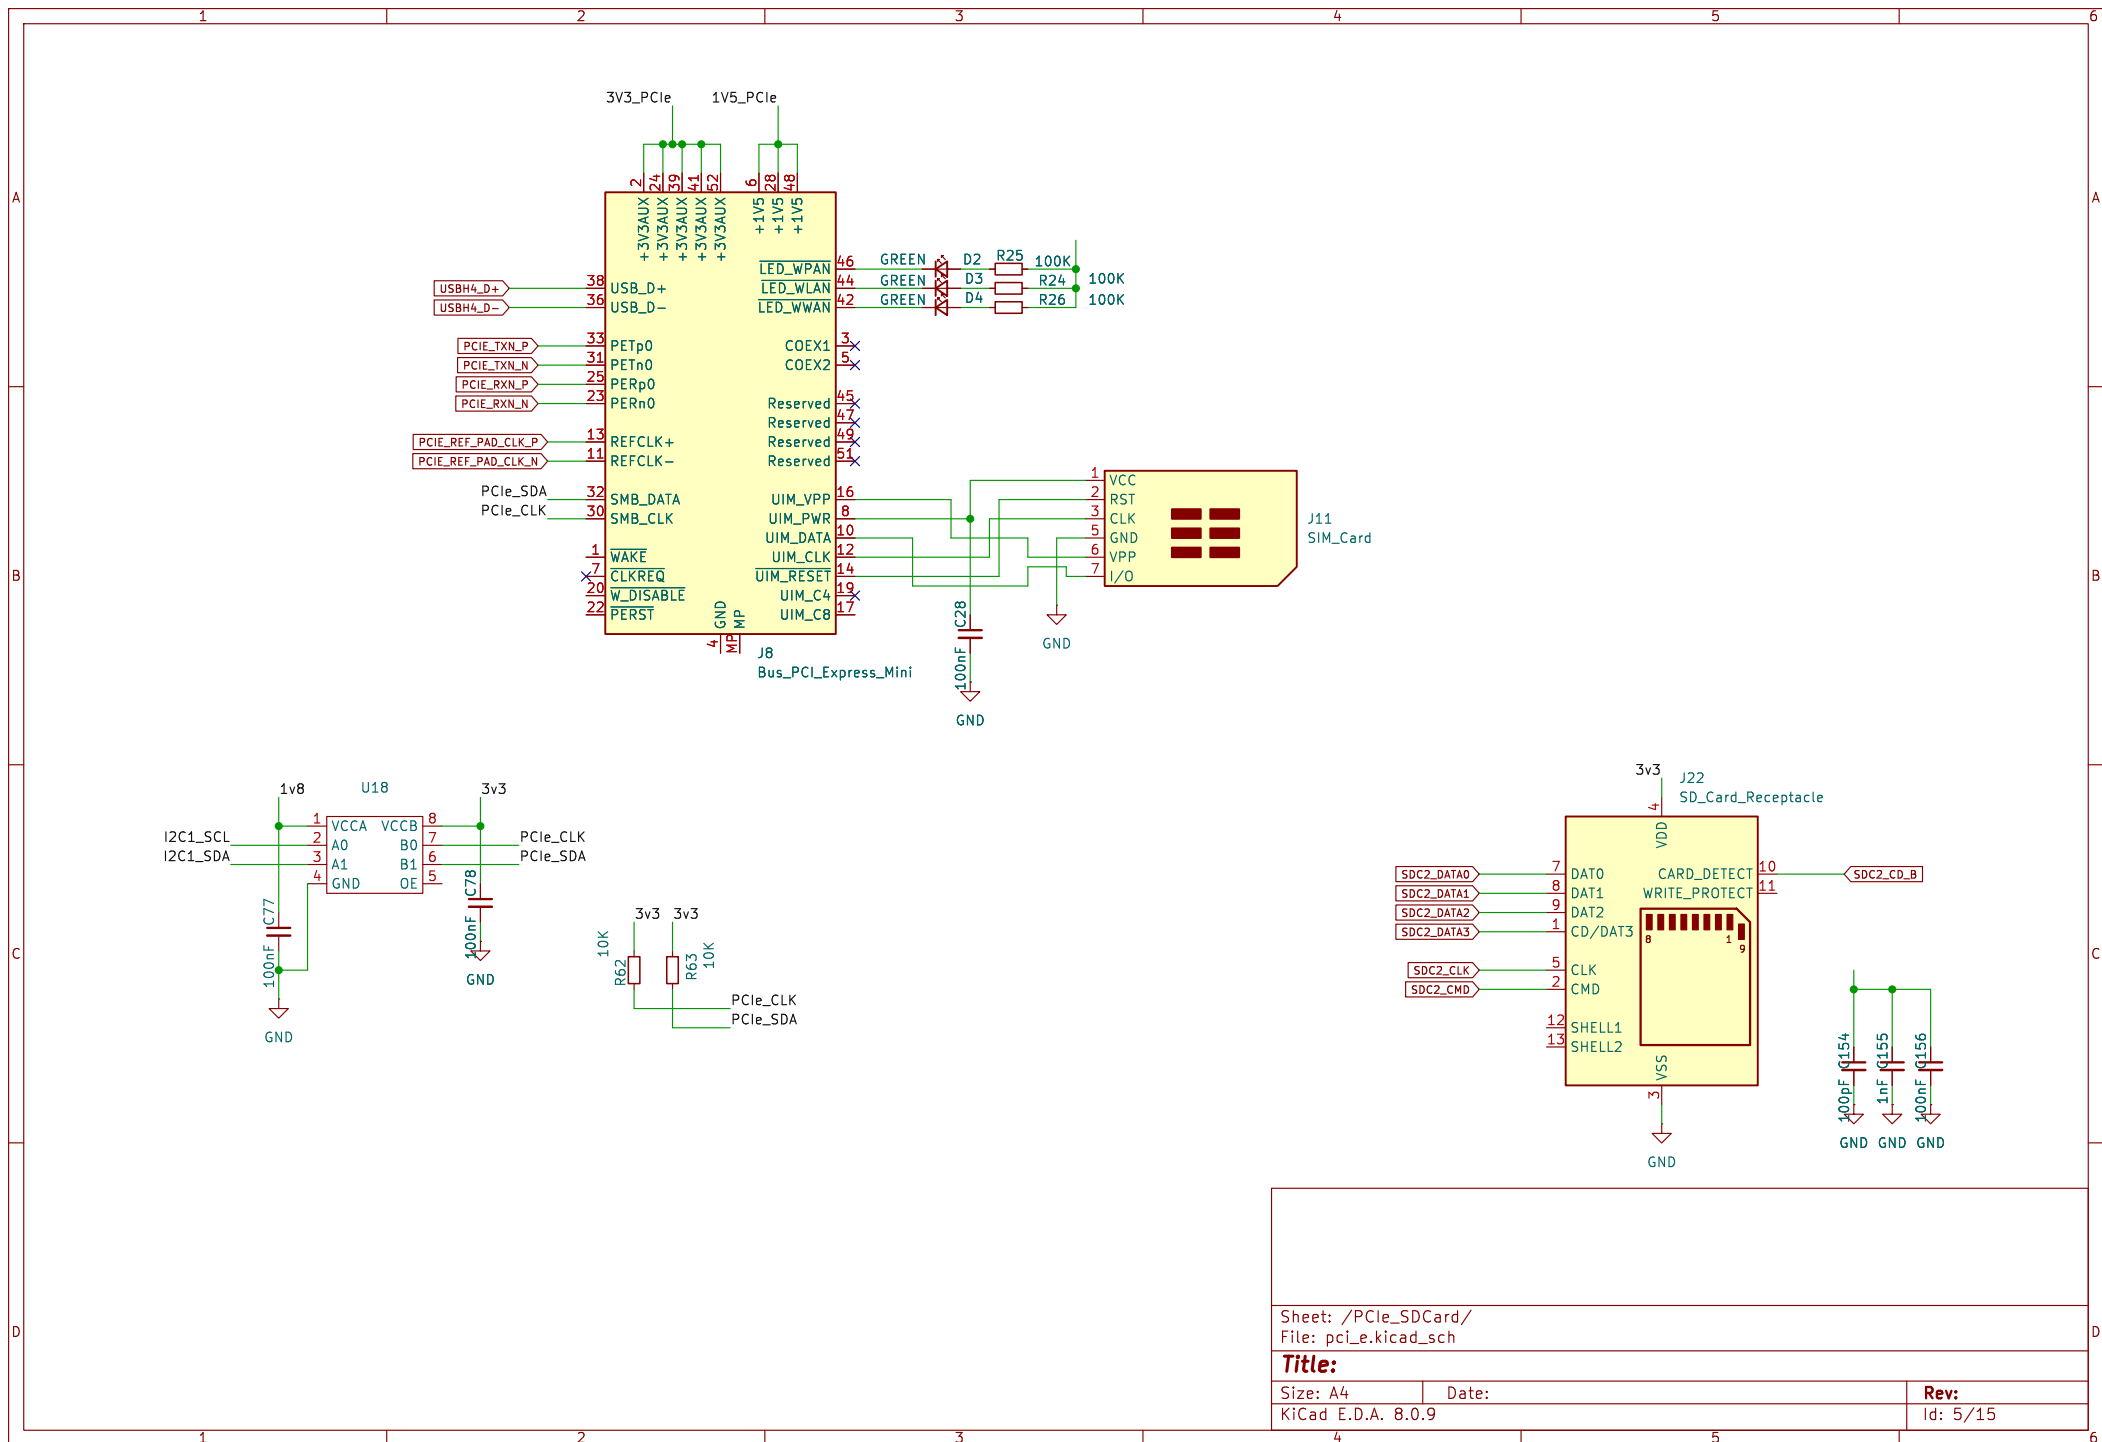 1 2 3 4 5 6
A A
B B
C C
D D
3V3_PCIe 1V5_PCIe
2 24 39 41 52 6 28 48
+3V3AUX +3V3AUX +3V3AUX +3V3AUX +3V3AUX +1V5 +1V5 +1V5
USBH4_D+ 38 USB_D+
USBH4_D- 36 USB_D-
PCIE_TXN_P 33 PETp0
PCIE_TXN_N 31 PETn0
PCIE_RXN_P 25 PERp0
PCIE_RXN_N 23 PERn0
PCIE_REF_PAD_CLK_P 13 REFCLK+
PCIE_REF_PAD_CLK_N 11 REFCLK-
PCIe_SDA 32 SMB_DATA
PCIe_CLK 30 SMB_CLK
1 WAKE
7 CLKREQ
20 W_DISABLE
22 PERST
LED_WPAN 46 GREEN D2 R25 100K
LED_WLAN 44 GREEN D3 R24 100K
LED_WWAN 42 GREEN D4 R26 100K
COEX1 3
COEX2 5
Reserved 45
Reserved 47
Reserved 49
Reserved 51
UIM_VPP 16
UIM_PWR 8
UIM_DATA 10
UIM_CLK 12
UIM_RESET 14
UIM_C4 19
UIM_C8 17
GND MP
4 MP
J8
Bus_PCI_Express_Mini
C28
100nF
GND
GND
1 VCC
2 RST
3 CLK
5 GND
6 VPP
7 I/O
J11
SIM_Card
1v8 U18 3v3
1 VCCA VCCB 8
I2C1_SCL 2 A0 B0 7 PCIe_CLK
I2C1_SDA 3 A1 B1 6 PCIe_SDA
4 GND OE 5
C77
100nF
GND
C78
100nF
GND
3v3 3v3
10K 10K
R62 R63
PCIe_CLK
PCIe_SDA
3v3 J22
SD_Card_Receptacle
4
VDD
SDC2_DATA0 7 DAT0
SDC2_DATA1 8 DAT1
SDC2_DATA2 9 DAT2
SDC2_DATA3 1 CD/DAT3
SDC2_CLK 5 CLK
SDC2_CMD 2 CMD
12 SHELL1
13 SHELL2
CARD_DETECT 10 SDC2_CD_B
WRITE_PROTECT 11
8 1
9
VSS
3
GND
C154 C155 C156
100pF 1nF 100nF
GND GND GND
Sheet: /PCIe_SDCard/
File: pci_e.kicad_sch
Title:
Size: A4 Date: Rev:
KiCad E.D.A. 8.0.9 Id: 5/15
1 2 3 4 5 6